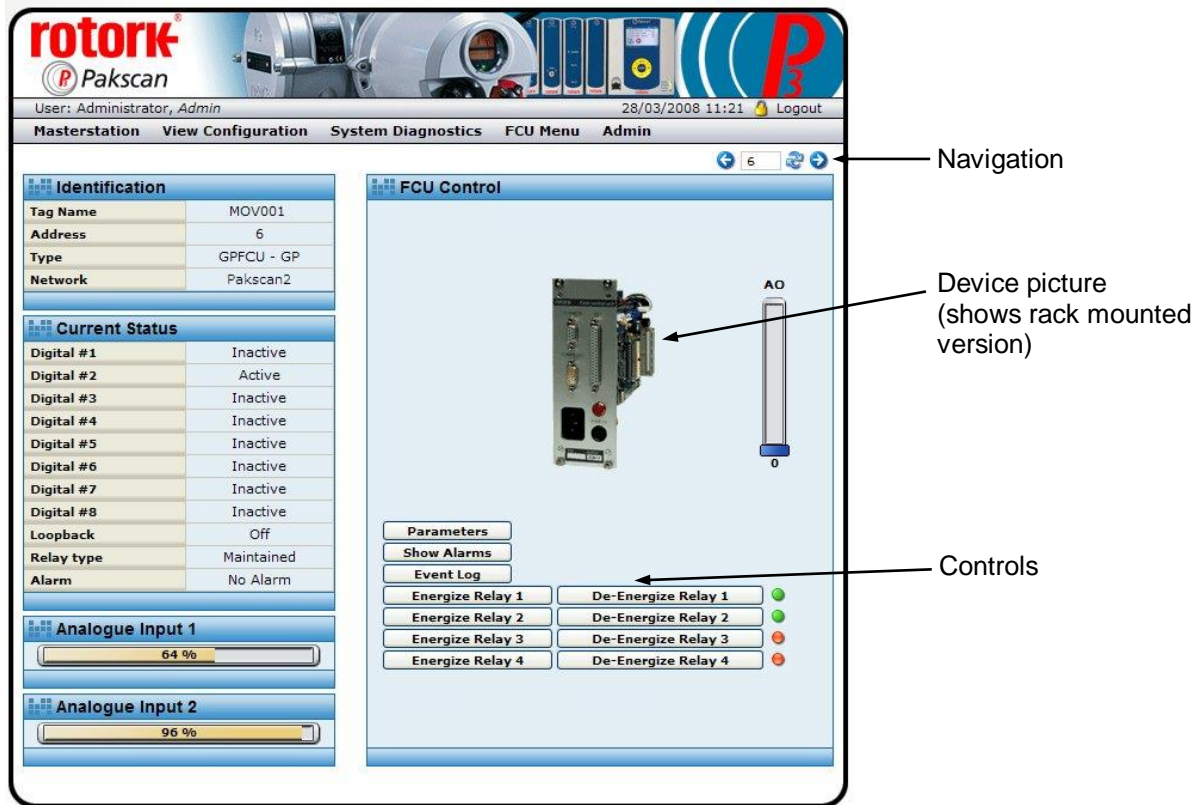 rotork®
P Pakscan
P3
User: Administrator, Admin 28/03/2008 11:21 Logout
Masterstation View Configuration System Diagnostics FCU Menu Admin
6
Navigation
Identification
Tag Name MOV001
Address 6
Type GPFCU - GP
Network Pakscan2
Current Status
Digital #1 Inactive
Digital #2 Active
Digital #3 Inactive
Digital #4 Inactive
Digital #5 Inactive
Digital #6 Inactive
Digital #7 Inactive
Digital #8 Inactive
Loopback Off
Relay type Maintained
Alarm No Alarm
Analogue Input 1
64 %
Analogue Input 2
96 %
FCU Control
AO
0
Device picture
(shows rack mounted
version)
Parameters
Show Alarms
Event Log
Controls
Energize Relay 1 De-Energize Relay 1
Energize Relay 2 De-Energize Relay 2
Energize Relay 3 De-Energize Relay 3
Energize Relay 4 De-Energize Relay 4